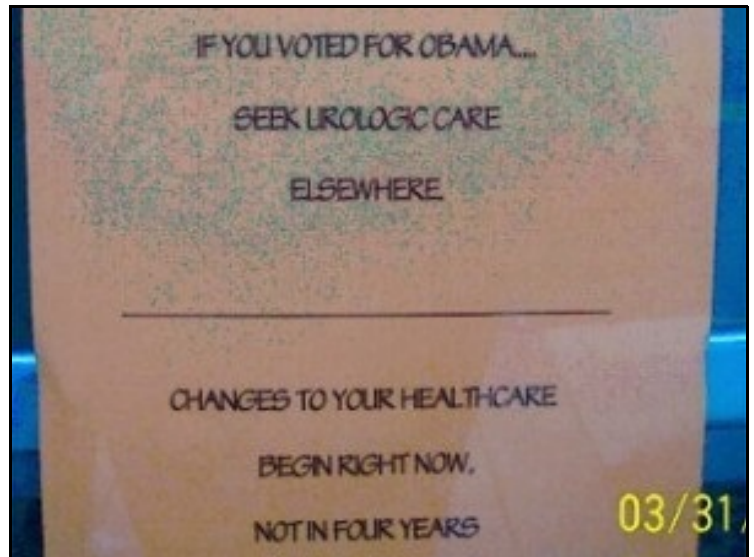 IF YOU VOTED FOR OBAMA....
SEEK UROLOGIC CARE
ELSEWHERE.
CHANGES TO YOUR HEALTHCARE
BEGIN RIGHT NOW,
NOT IN FOUR YEARS
03/31/